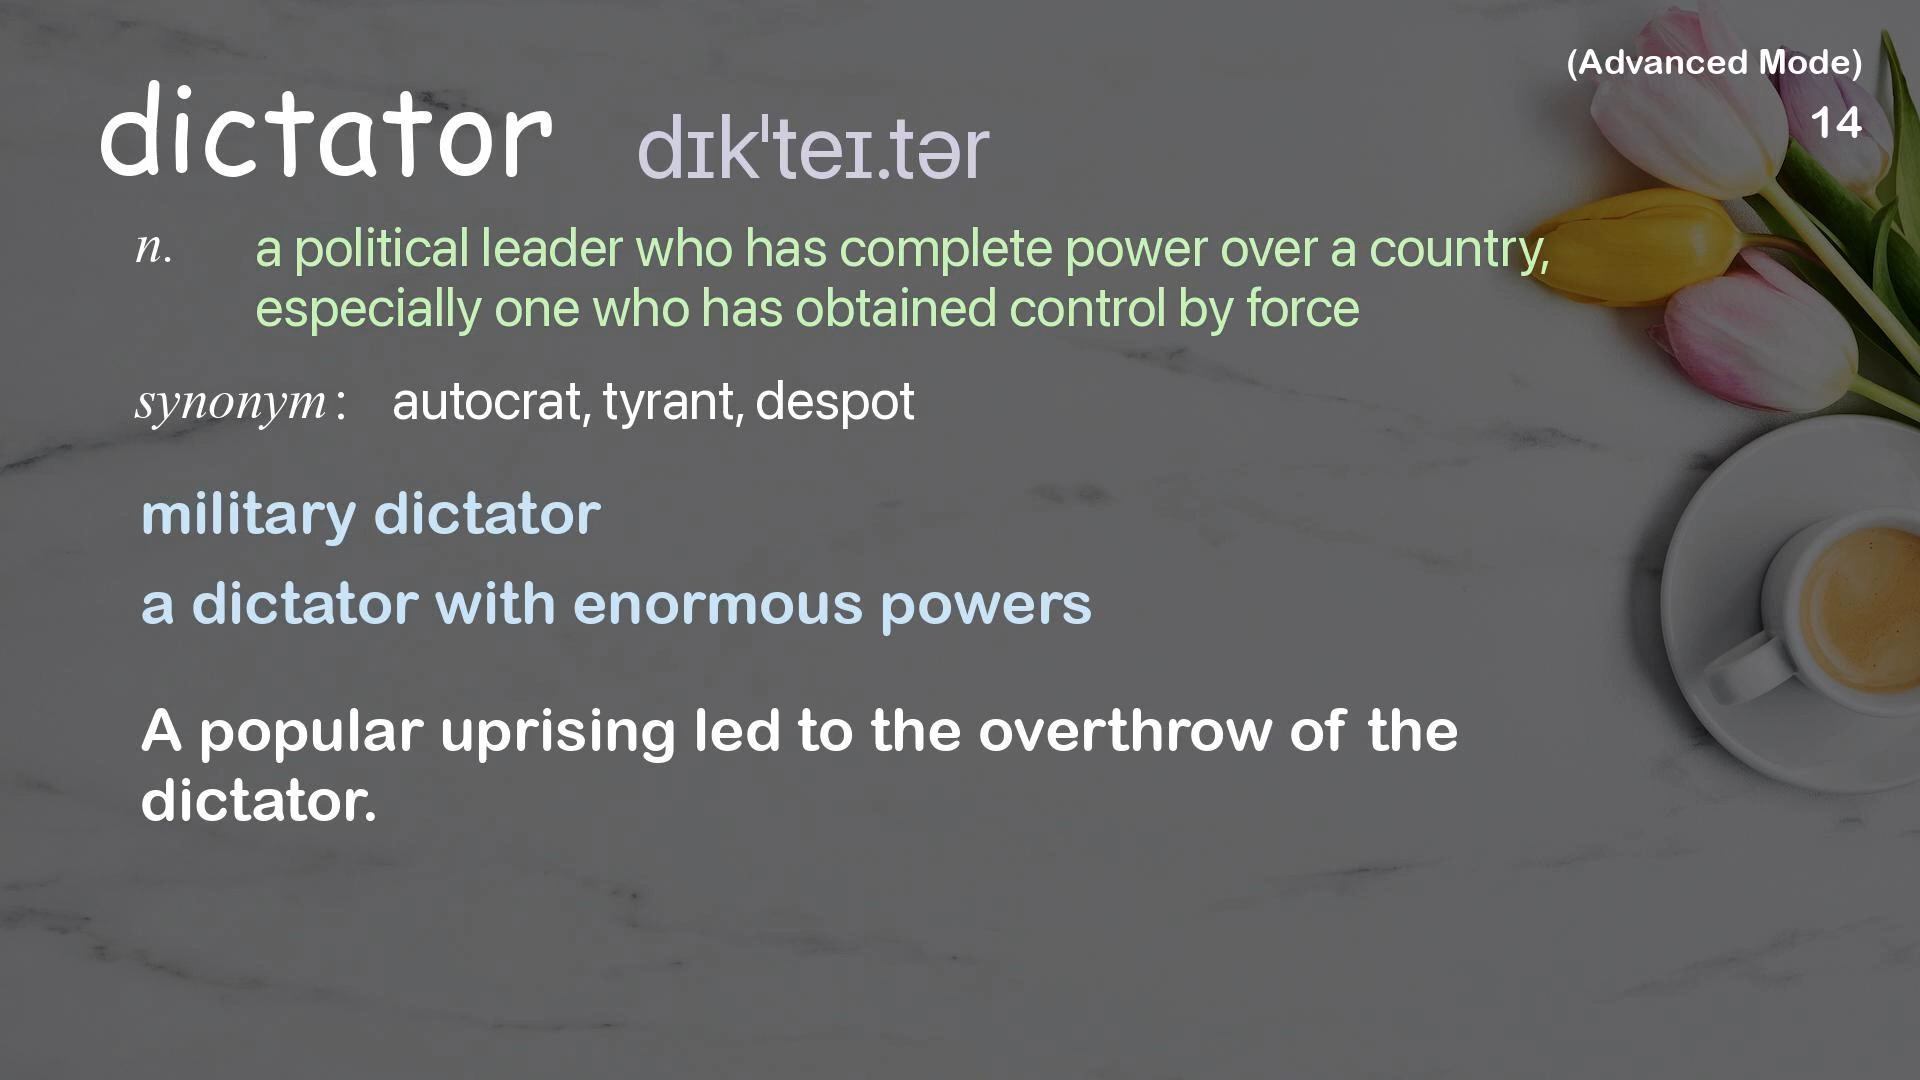 (Advanced Mode)
14
dictator dɪkˈteɪ.tər
n. a political leader who has complete power over a country,
especially one who has obtained control by force
synonym: autocrat, tyrant, despot
military dictator
a dictator with enormous powers
A popular uprising led to the overthrow of the
dictator.